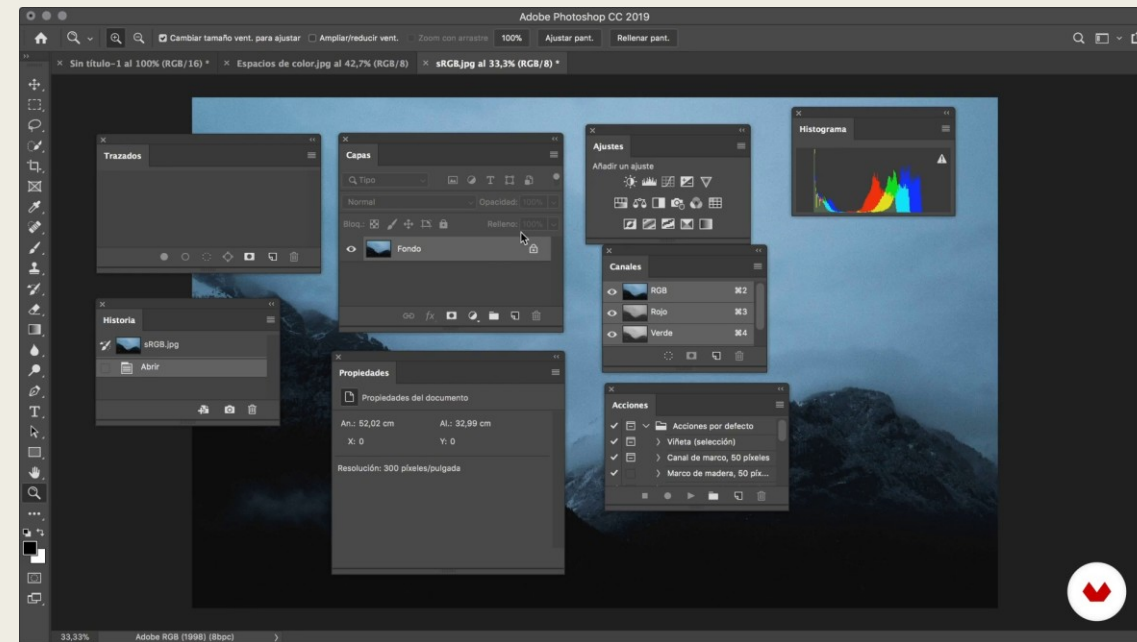 Adobe Photoshop CC 2019
Cambiar tamaño vent. para ajustar Ampliar/reducir vent. Zoom con arrastre 100% Ajustar pant. Rellenar pant.
× Sin título-1 al 100% (RGB/16) * × Espacios de color.jpg al 42,7% (RGB/8) × sRGB.jpg al 33,3% (RGB/8) *
Trazados
Capas
Tipo
Normal Opacidad: 100%
Bloq.: Relleno: 100%
Fondo
Ajustes
Añadir un ajuste
Histograma
Canales
RGB ⌘2
Rojo ⌘3
Verde ⌘4
Historia
sRGB.jpg
Abrir
Propiedades
Propiedades del documento
An.: 52,02 cm Al.: 32,99 cm
X: 0 Y: 0
Resolución: 300 píxeles/pulgada
Acciones
Acciones por defecto
Viñeta (selección)
Canal de marco, 50 píxeles
Marco de madera, 50 píx...
33,33% Adobe RGB (1998) (8bpc)